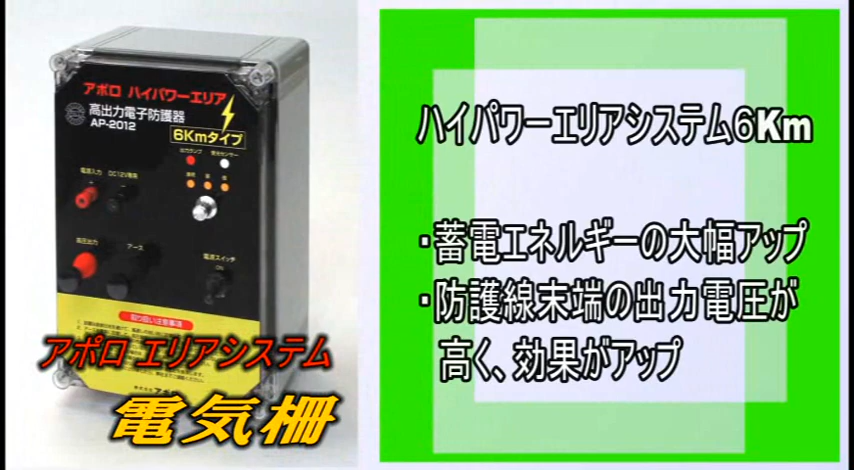 アポロ ハイパワーエリア
高出力電子防護器
AP-2012
6Kmタイプ
出力ランプ
電源入力 DC12V専用
高圧出力
アース
電源スイッチ
ON
取り扱い注意事項
アポロ エリアシステム
電気柵
ハイパワーエリアシステム6Km
・蓄電エネルギーの大幅アップ
・防護線末端の出力電圧が
高く、効果がアップ